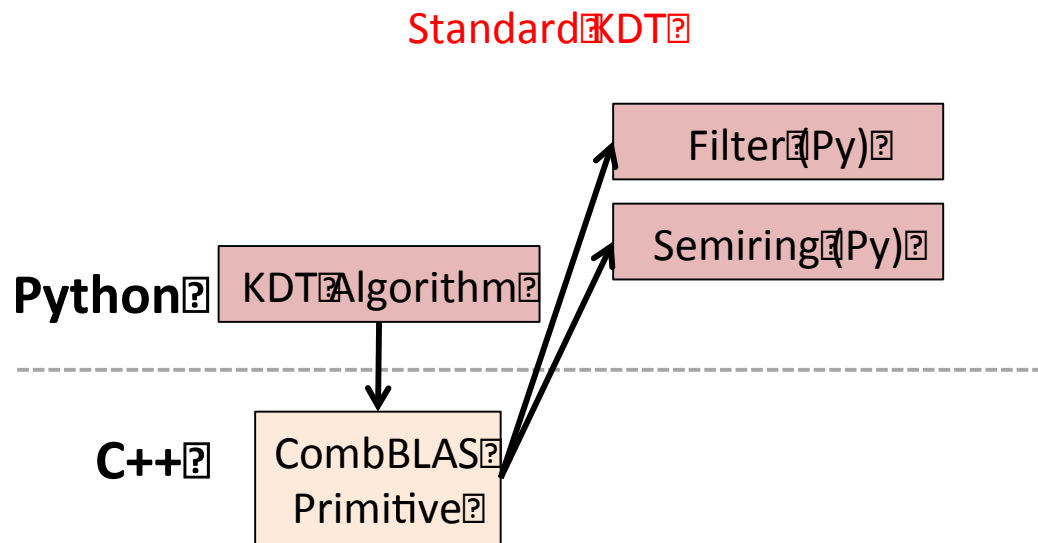 Standard KDT
Filter (Py)
Semiring (Py)
Python
KDT Algorithm
C++
CombBLAS
Primitive